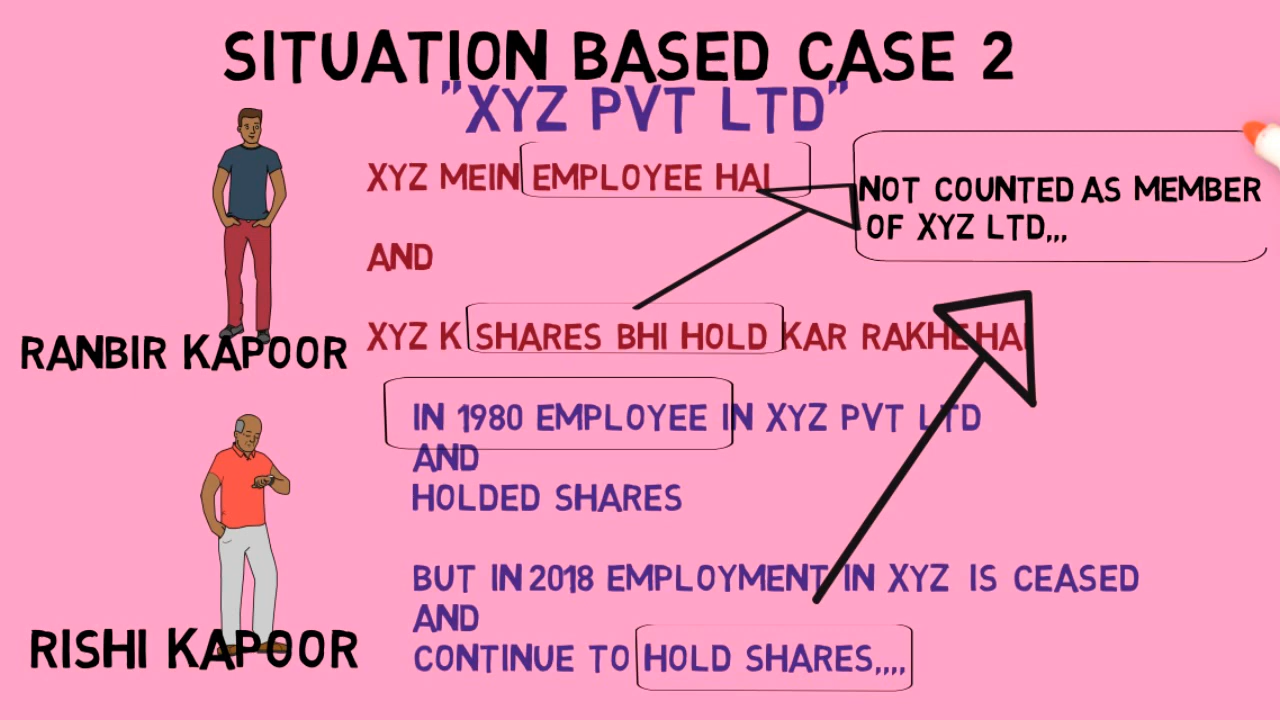 SITUATION BASED CASE 2
"XYZ PVT LTD"
XYZ MEIN EMPLOYEE HAI
AND
XYZ K SHARES BHI HOLD KAR RAKHE HAI
NOT COUNTED AS MEMBER
OF XYZ LTD,,,
RANBIR KAPOOR
IN 1980 EMPLOYEE IN XYZ PVT LTD
AND
HOLDED SHARES
BUT IN 2018 EMPLOYMENT IN XYZ IS CEASED
AND
CONTINUE TO HOLD SHARES,,,,
RISHI KAPOOR